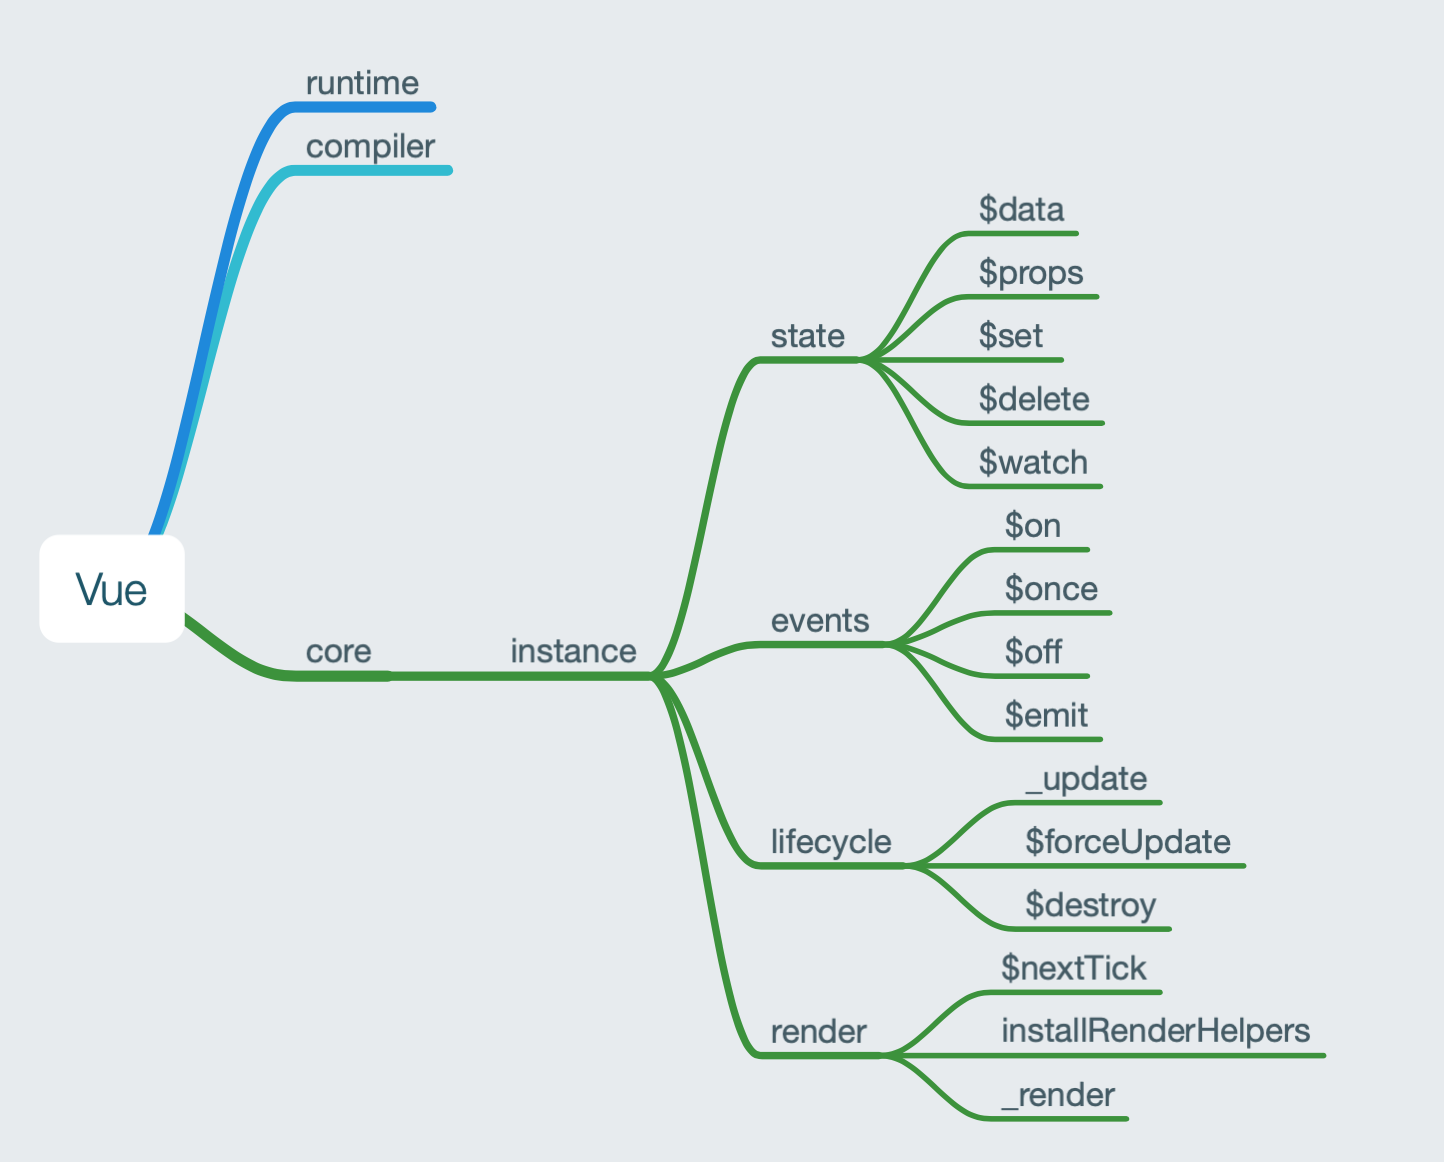 runtime
compiler
$data
$props
state
$set
$delete
$watch
$on
Vue
$once
events
core
instance
$off
$emit
_update
lifecycle
$forceUpdate
$destroy
$nextTick
render
installRenderHelpers
_render